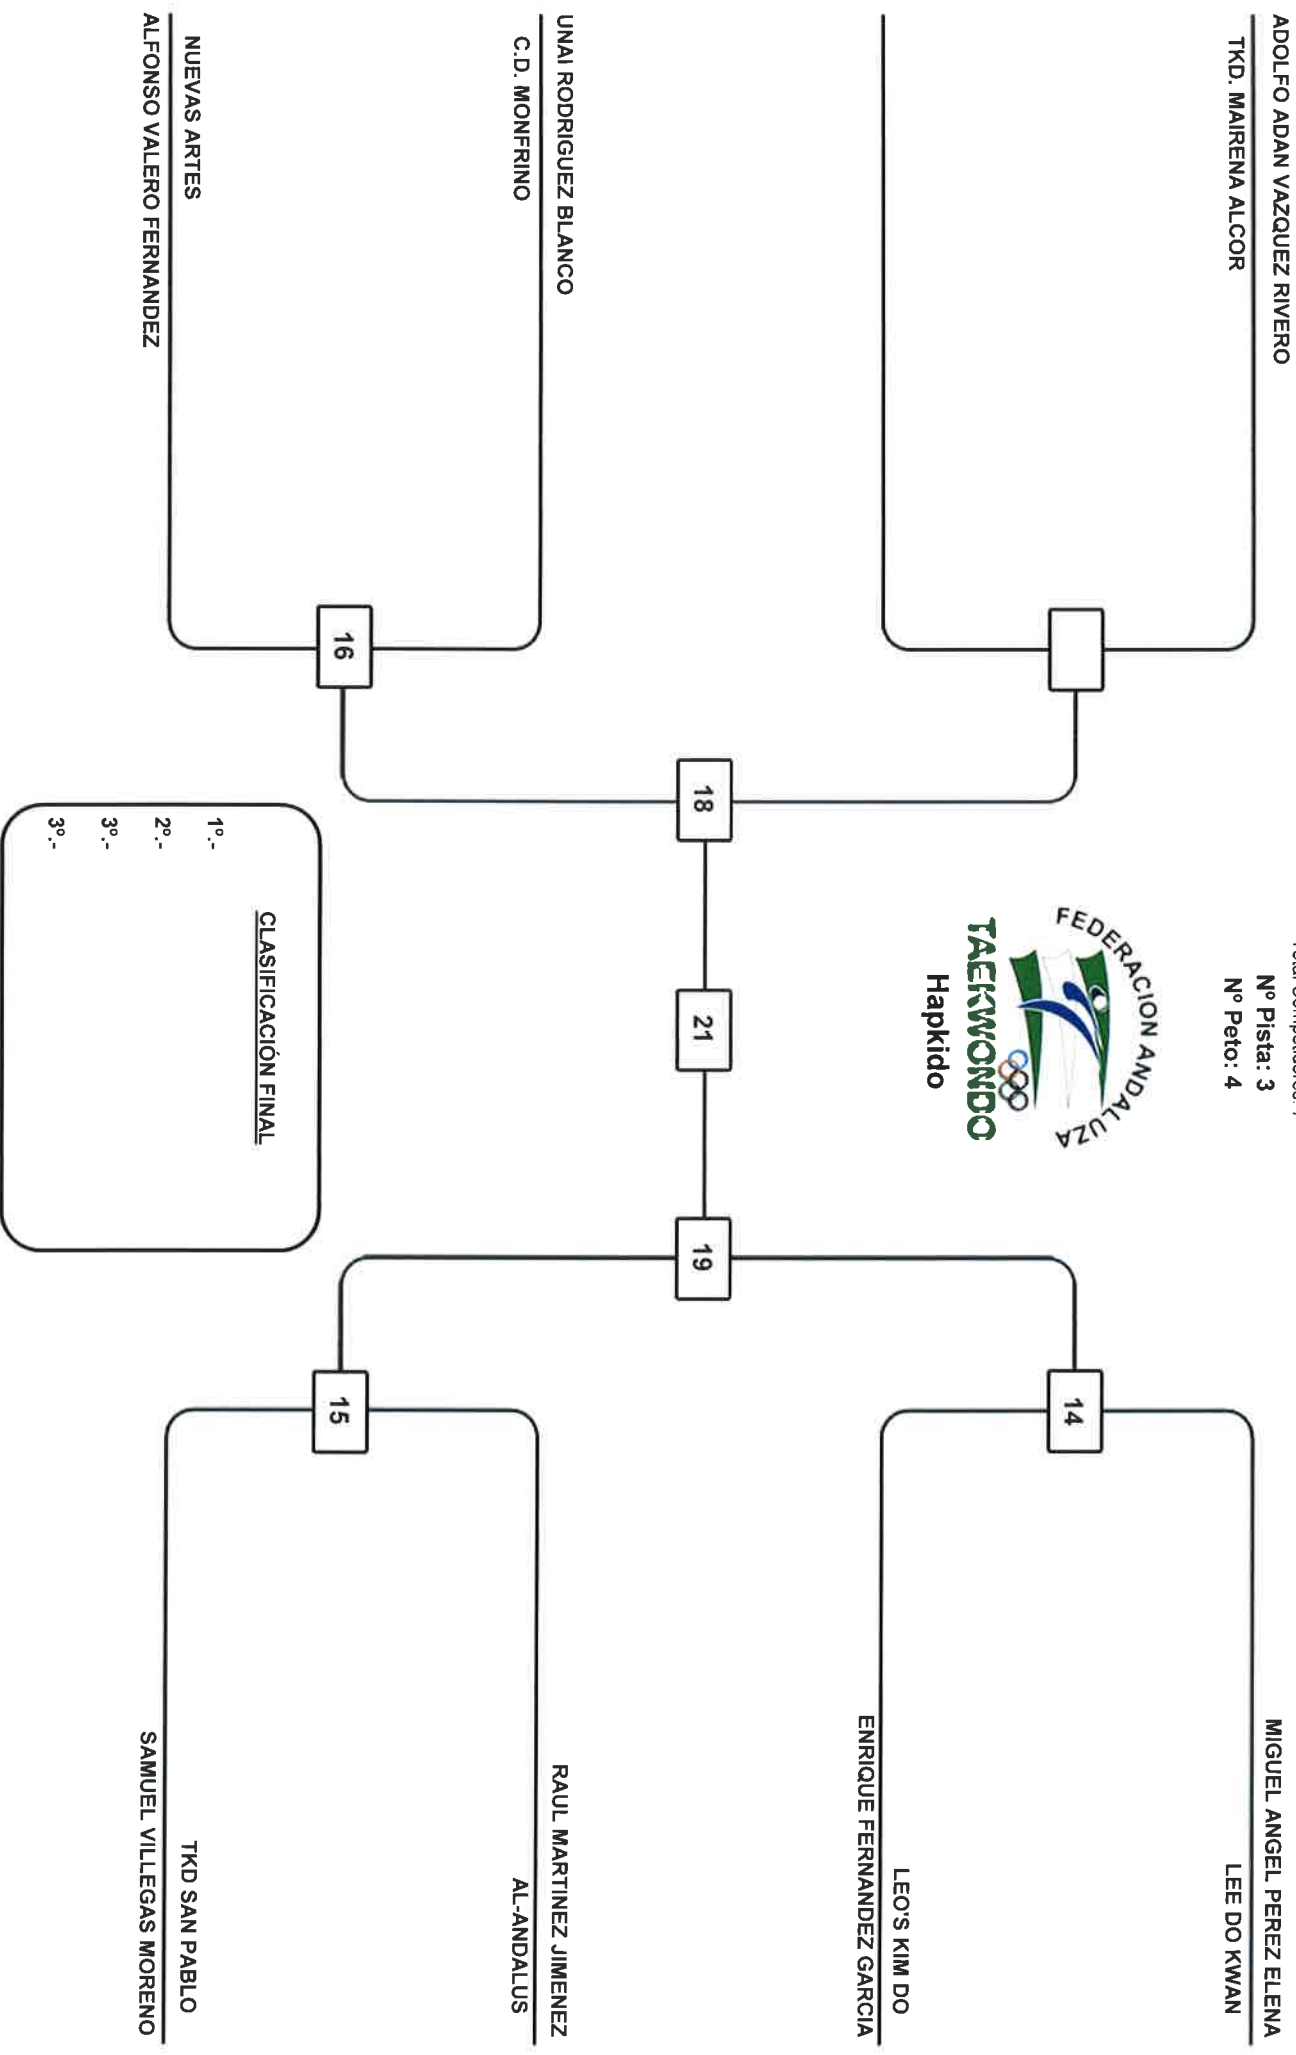 Nº Pista: 3
Nº Peto: 4
FEDERACION ANDALUZA
TAEKWONDO
Hapkido
ADOLFO ADAN VAZQUEZ RIVERO
TKD. MAIRENA ALCOR
UNAI RODRIGUEZ BLANCO
C.D. MONFRINO
NUEVAS ARTES
ALFONSO VALERO FERNANDEZ
16
18
21
19
14
15
MIGUEL ANGEL PEREZ ELENA
LEE DO KWAN
LEO'S KIM DO
ENRIQUE FERNANDEZ GARCIA
RAUL MARTINEZ JIMENEZ
AL-ANDALUS
TKD SAN PABLO
SAMUEL VILLEGAS MORENO
CLASIFICACIÓN FINAL
1º.-
2º.-
3º.-
3º.-